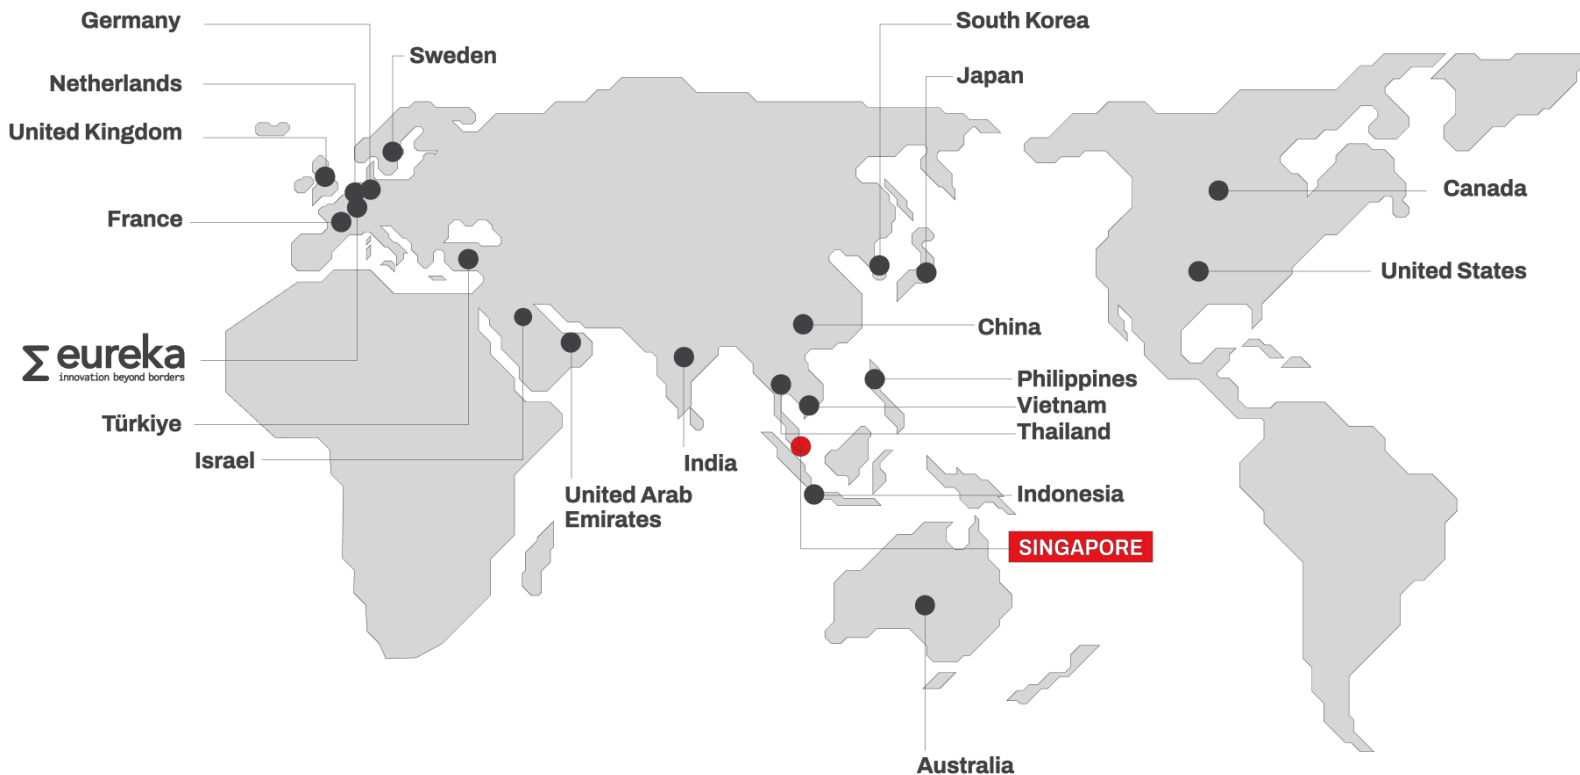 Germany
South Korea
Sweden
Japan
Netherlands
United Kingdom
Canada
France
United States
China
Σ eureka
innovation beyond borders
Philippines
Vietnam
Türkiye
Thailand
Israel
India
United Arab
Emirates
Indonesia
SINGAPORE
Australia